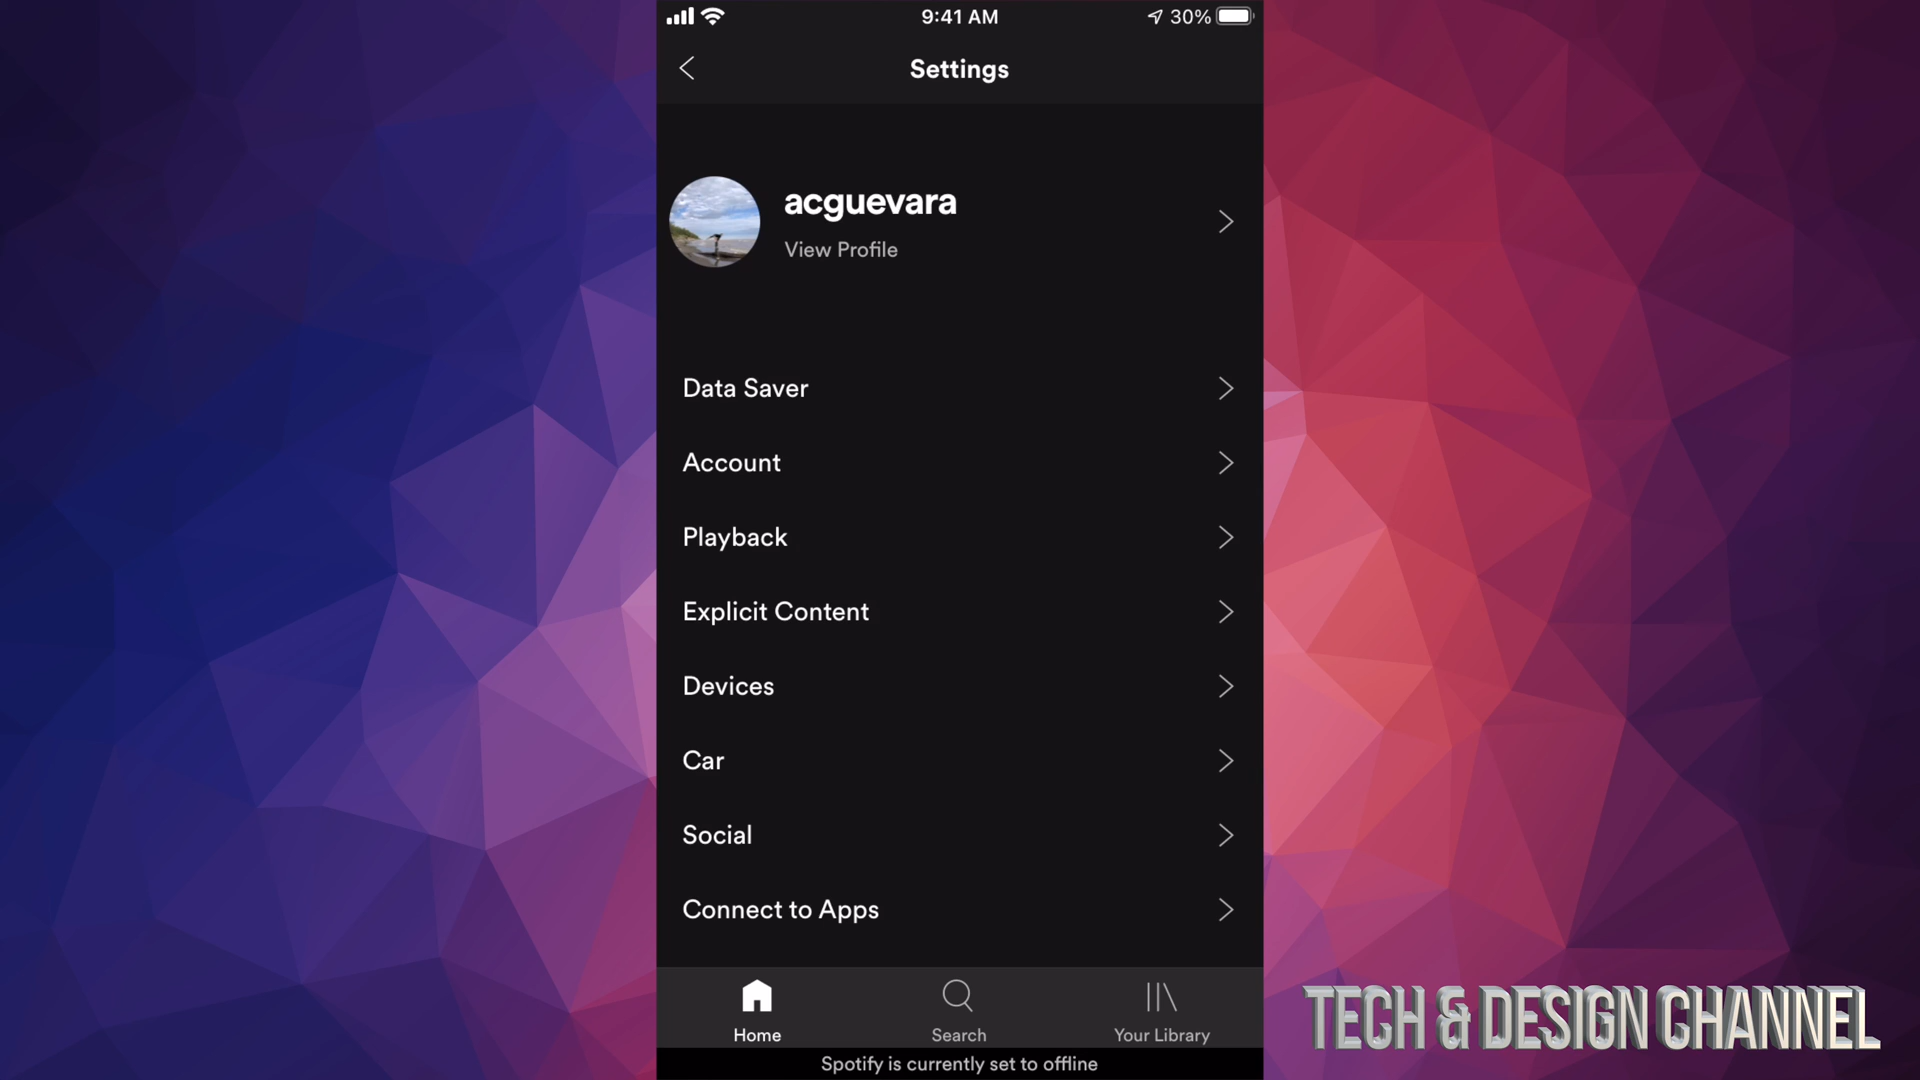 9:41 AM
30%
Settings
acguevara
View Profile
Data Saver
Account
Playback
Explicit Content
Devices
Car
Social
Connect to Apps
Home
Search
Your Library
Spotify is currently set to offline
TECH & DESIGN CHANNEL